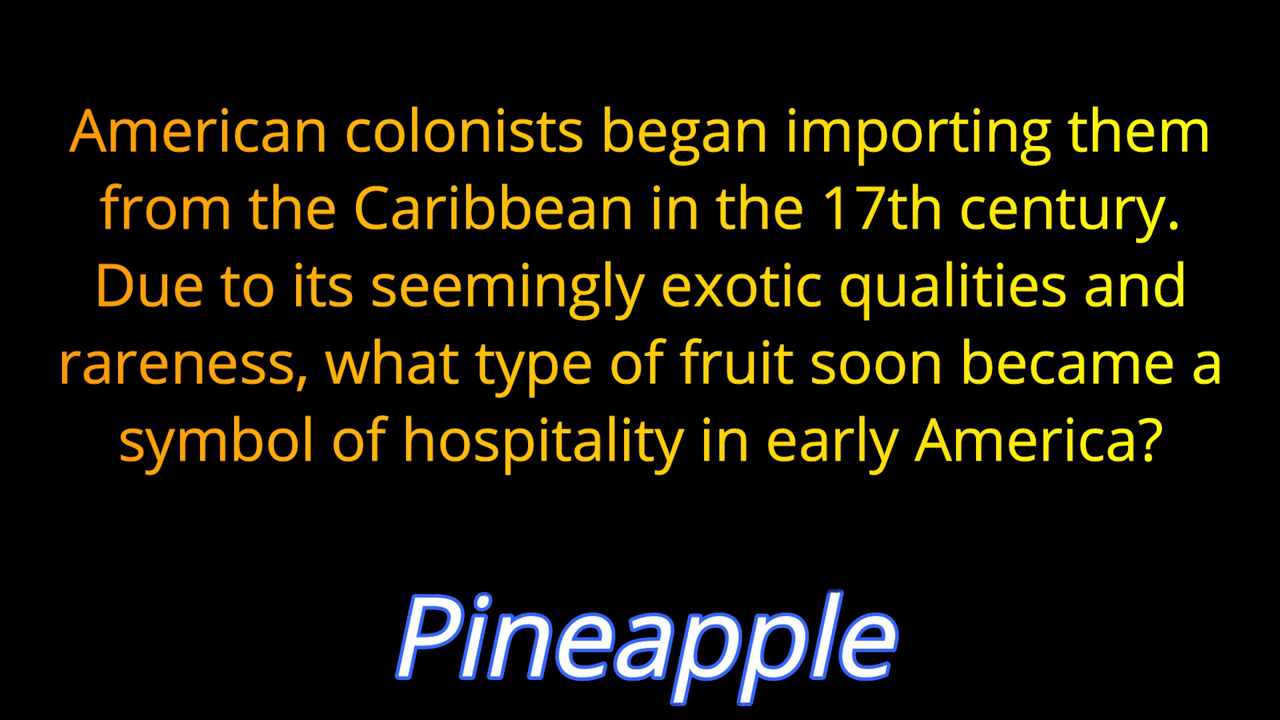 American colonists began importing them
from the Caribbean in the 17th century.
Due to its seemingly exotic qualities and
rareness, what type of fruit soon became a
symbol of hospitality in early America?
Pineapple